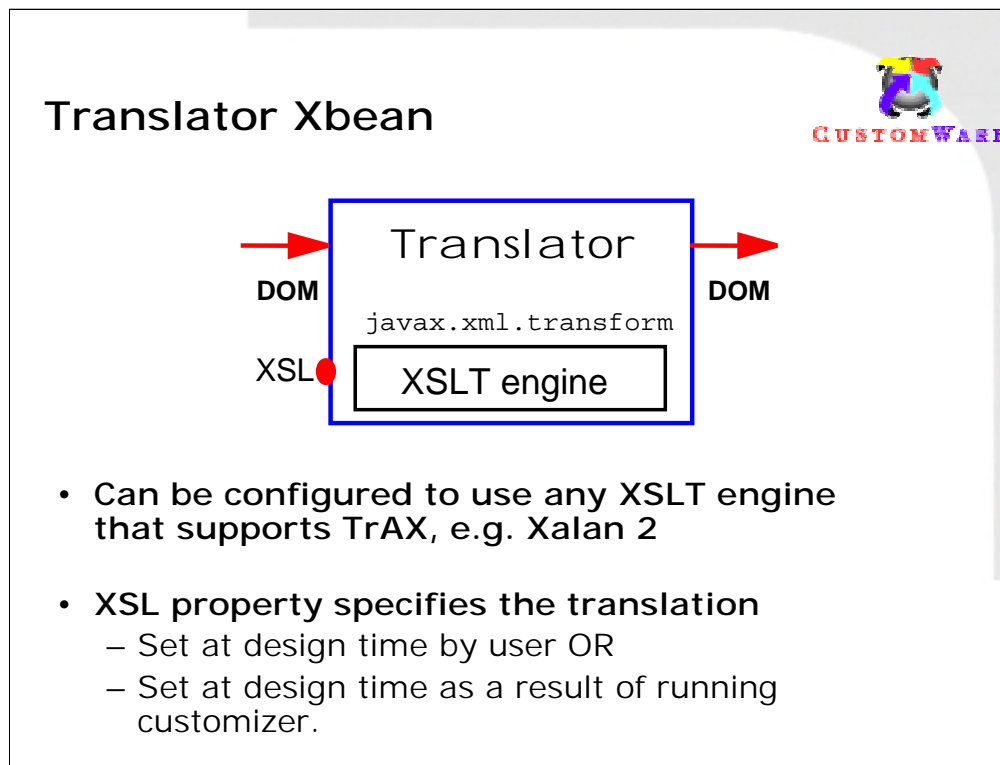 Translator Xbean
CUSTOMWARE
Translator
DOM
DOM
javax.xml.transform
XSL
XSLT engine
• Can be configured to use any XSLT engine
that supports TrAX, e.g. Xalan 2
• XSL property specifies the translation
– Set at design time by user OR
– Set at design time as a result of running
customizer.